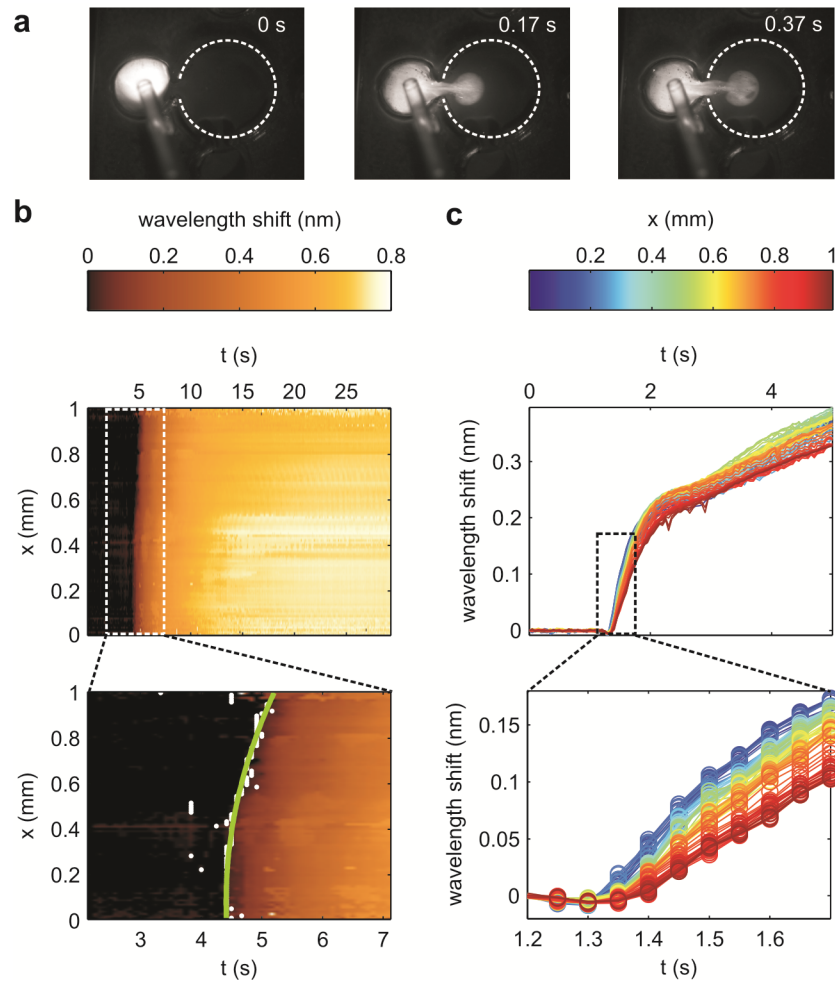 a
0 s
0.17 s
0.37 s
b
wavelength shift (nm)
0 0.2 0.4 0.6 0.8
t (s)
5 10 15 20 25
1
0.8
0.6
0.4
0.2
0
x (mm)
1
0.8
0.6
0.4
0.2
0
x (mm)
3 4 5 6 7
t (s)
c
x (mm)
0.2 0.4 0.6 0.8 1
t (s)
0 2 4
0.3
0.2
0.1
0
wavelength shift (nm)
0.15
0.1
0.05
0
wavelength shift (nm)
1.2 1.3 1.4 1.5 1.6
t (s)